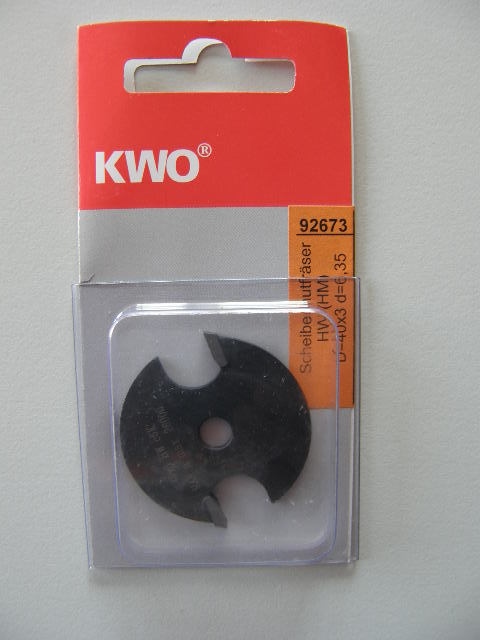 KWO®
92673
Scheibennutfräser
HW (HM)
D=40x3 d=6,35